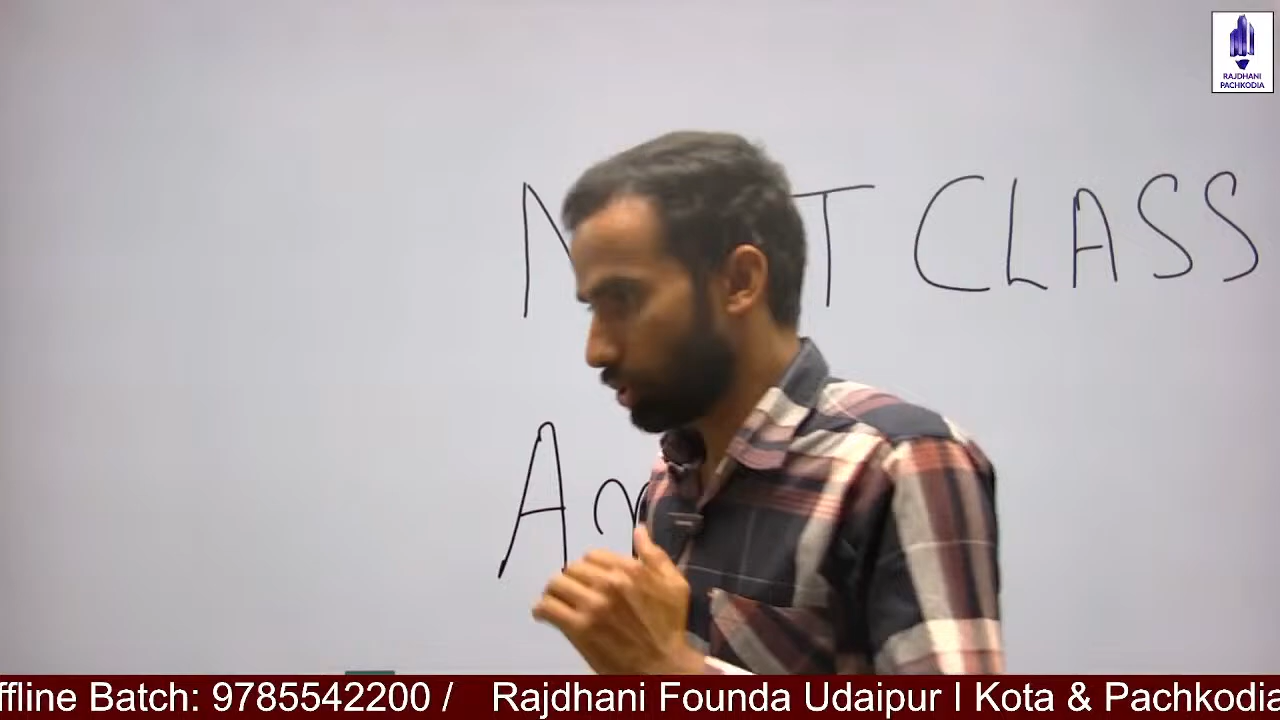 RAJDHANI
PACHKODIA
T CLASS
ffline Batch: 9785542200 / Rajdhani Founda Udaipur l Kota & Pachkodia